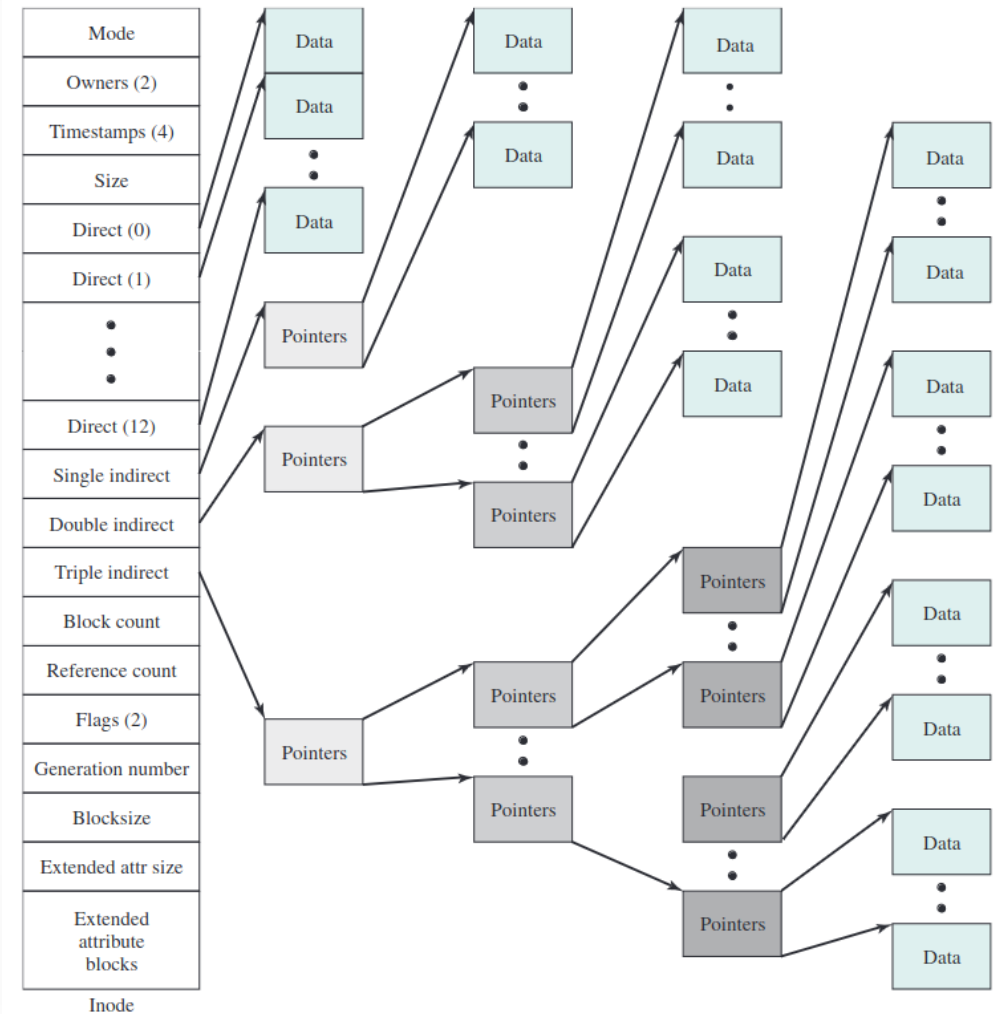 Mode
Owners (2)
Timestamps (4)
Size
Direct (0)
Direct (1)
Direct (12)
Single indirect
Double indirect
Triple indirect
Block count
Reference count
Flags (2)
Generation number
Blocksize
Extended attr size
Extended
attribute
blocks
Inode
Data
Data
Data
Pointers
Pointers
Pointers
Data
Data
Pointers
Pointers
Pointers
Pointers
Data
Data
Data
Data
Pointers
Pointers
Pointers
Pointers
Data
Data
Data
Data
Data
Data
Data
Data